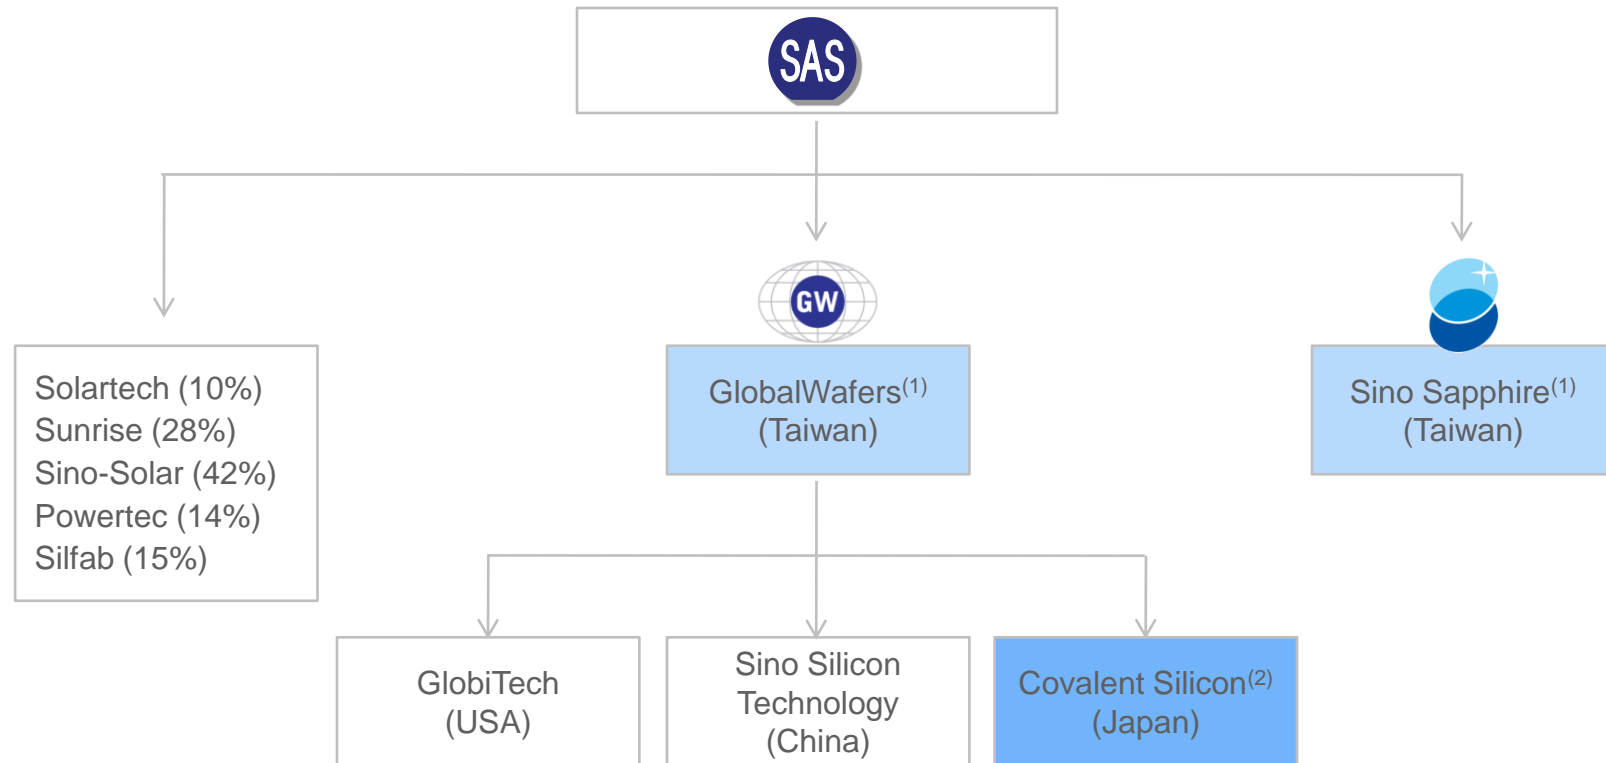 SAS
GW
Solartech (10%)
Sunrise (28%)
Sino-Solar (42%)
Powertec (14%)
Silfab (15%)
GlobalWafers(1)
(Taiwan)
Sino Sapphire(1)
(Taiwan)
GlobiTech
(USA)
Sino Silicon
Technology
(China)
Covalent Silicon(2)
(Japan)